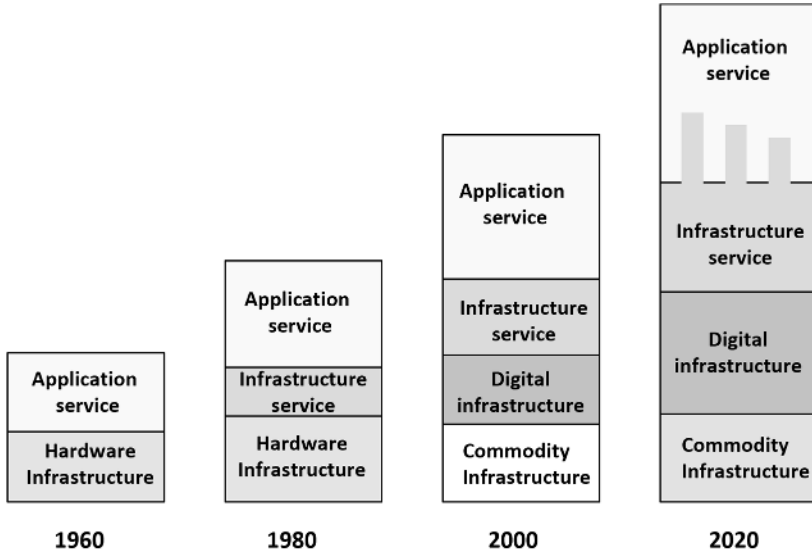 Application
service
Hardware
Infrastructure
1960
Application
service
Infrastructure
service
Hardware
Infrastructure
1980
Application
service
Infrastructure
service
Digital
infrastructure
Commodity
Infrastructure
2000
Application
service
Infrastructure
service
Digital
infrastructure
Commodity
Infrastructure
2020